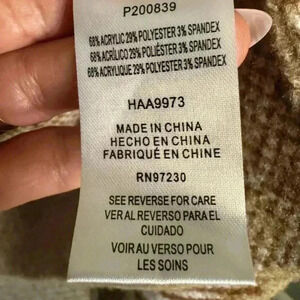 P200839
68% ACRYLIC 29% POLYESTER 3% SPANDEX
68% ACRÍLICO 29% POLIÉSTER 3% SPANDEX
68% ACRYLIQUE 29% POLYESTER 3% SPANDEX
HAA9973
MADE IN CHINA
HECHO EN CHINA
FABRIQUÉ EN CHINE
RN97230
SEE REVERSE FOR CARE
VER AL REVERSO PARA EL
CUIDADO
VOIR AU VERSO POUR
LES SOINS